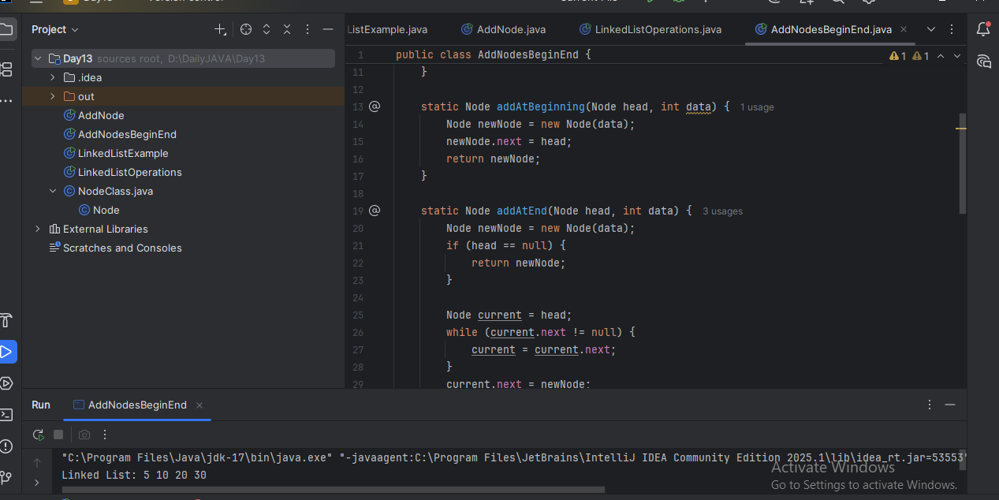 Project
Day13 sources root, D:\DailyJAVA\Day13
.idea
out
AddNode
AddNodesBeginEnd
LinkedListExample
LinkedListOperations
NodeClass.java
Node
External Libraries
Scratches and Consoles
ListExample.java
AddNode.java
LinkedListOperations.java
AddNodesBeginEnd.java
1 public class AddNodesBeginEnd {
1 1
11 }
12
13 static Node addAtBeginning(Node head, int data) { 1 usage
14 Node newNode = new Node(data);
15 newNode.next = head;
16 return newNode;
17 }
18
19 static Node addAtEnd(Node head, int data) { 3 usages
20 Node newNode = new Node(data);
21 if (head == null) {
22 return newNode;
23 }
24
25 Node current = head;
26 while (current.next != null) {
27 current = current.next;
28 }
29 current.next = newNode;
Run
AddNodesBeginEnd
"C:\Program Files\Java\jdk-17\bin\java.exe" "-javaagent:C:\Program Files\JetBrains\IntelliJ IDEA Community Edition 2025.1\lib\idea_rt.jar=53553
Linked List: 5 10 20 30
Activate Windows
Go to Settings to activate Windows.